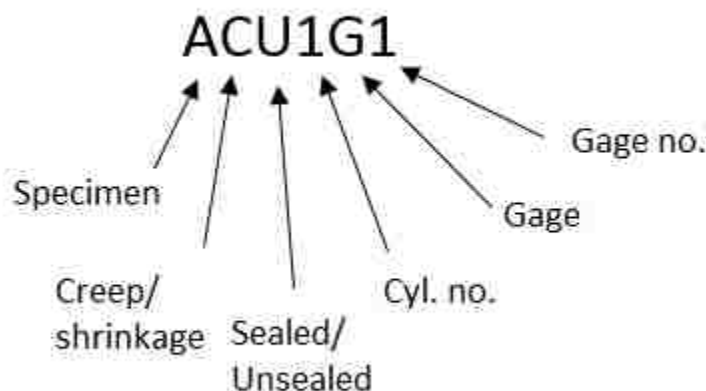 ACU1G1
Gage no.
Specimen
Gage
Creep/
shrinkage
Cyl. no.
Sealed/
Unsealed